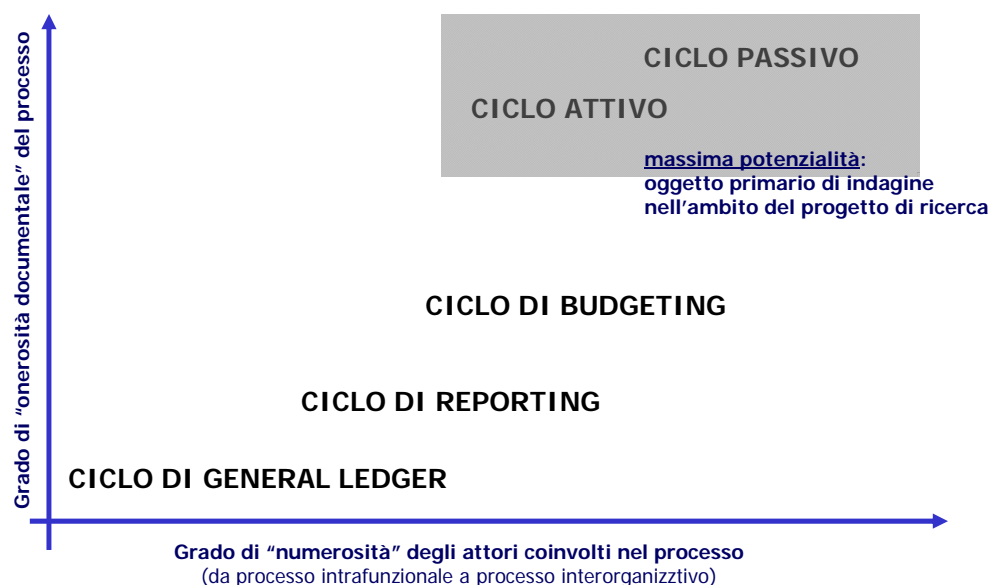 Grado di “onerosità documentale” del processo
CICLO PASSIVO
CICLO ATTIVO
massima potenzialità:
oggetto primario di indagine
nell’ambito del progetto di ricerca
CICLO DI BUDGETING
CICLO DI REPORTING
CICLO DI GENERAL LEDGER
Grado di “numerosità” degli attori coinvolti nel processo
(da processo intrafunzionale a processo interorganizztivo)